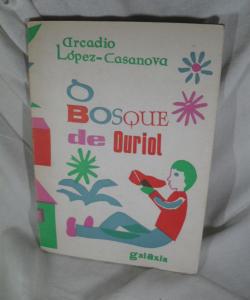 arcadio
López-Casanova
O
BOSQUE
de Ouriol
galaxia